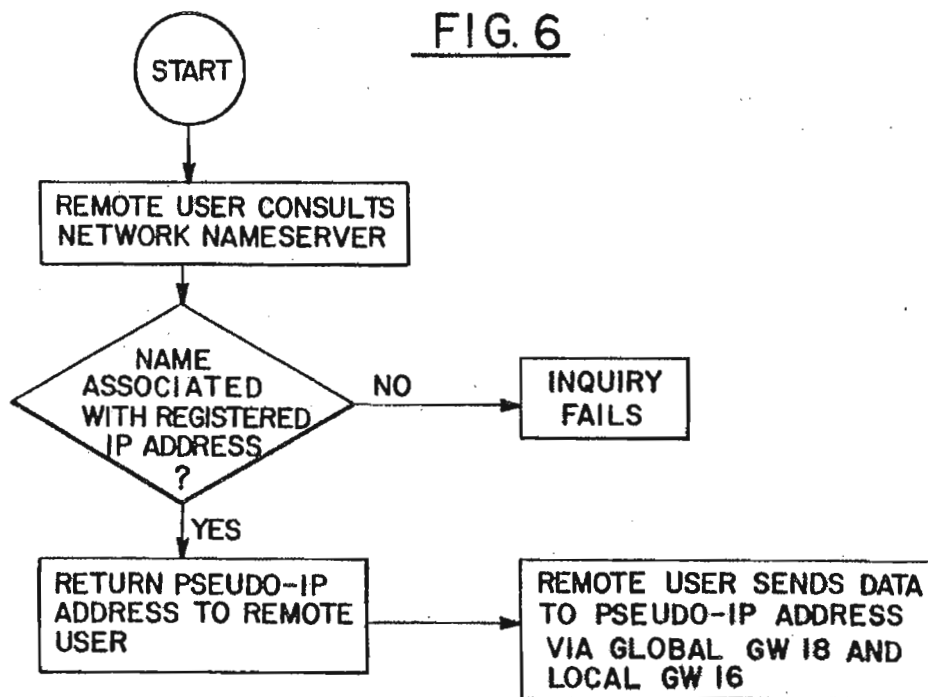 FIG. 6
START
REMOTE USER CONSULTS
NETWORK NAMESERVER
NAME
ASSOCIATED
WITH REGISTERED
IP ADDRESS
?
NO
INQUIRY
FAILS
YES
RETURN PSEUDO-IP
ADDRESS TO REMOTE
USER
REMOTE USER SENDS DATA
TO PSEUDO-IP ADDRESS
VIA GLOBAL GW 18 AND
LOCAL GW 16